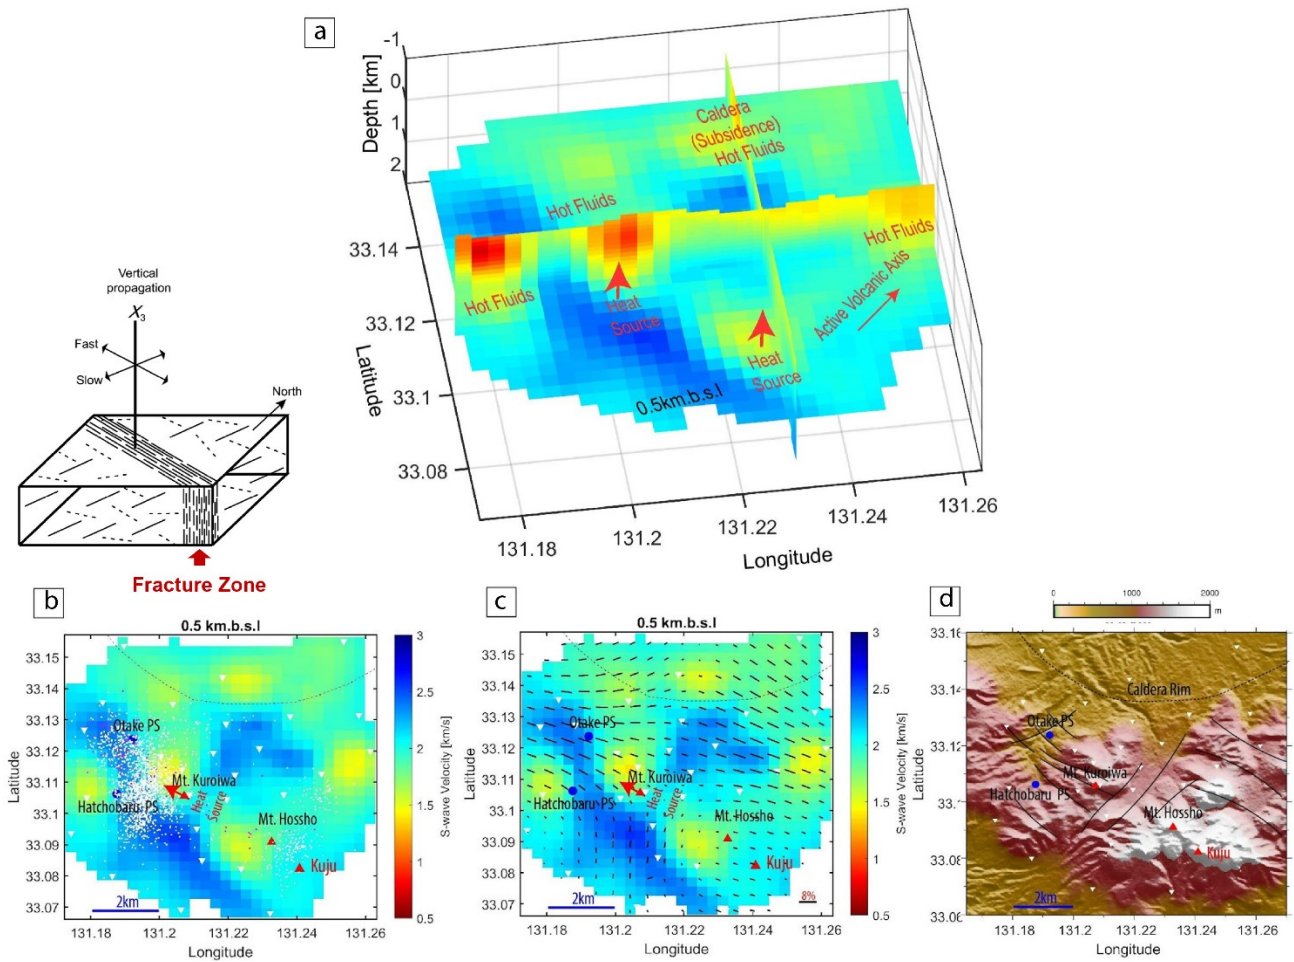 a
Depth [km]
-1
0
1
2
Caldera
(Subsidence)
Hot Fluids
Hot Fluids
Hot Fluids
Hot Fluids
Heat
Source
Heat
Source
Active Volcanic Axis
0.5km.b.s.l
33.14
33.12
33.1
33.08
Latitude
131.18
131.2
131.22
131.24
131.26
Longitude
Vertical
propagation
X3
Fast
Slow
North
Fracture Zone
b
0.5 km.b.s.l
33.15
33.14
33.13
33.12
33.11
33.1
33.09
33.08
33.07
Latitude
Otake PS
Mt. Kuroiwa
Hatchobaru PS
Heat
Source
Mt. Hossho
Kuju
2km
131.18
131.2
131.22
131.24
131.26
Longitude
3
2.5
2
1.5
1
0.5
S-wave Velocity [km/s]
c
0.5 km.b.s.l
33.15
33.14
33.13
33.12
33.11
33.1
33.09
33.08
33.07
Latitude
Otake PS
Mt. Kuroiwa
Hatchobaru PS
Heat
Source
Mt. Hossho
Kuju
2km
8%
131.18
131.2
131.22
131.24
131.26
Longitude
3
2.5
2
1.5
1
0.5
S-wave Velocity [km/s]
d
0
1000
2000
m
33.16
33.14
33.12
33.1
33.08
33.06
Latitude
Caldera Rim
Otake PS
Mt. Kuroiwa
Hatchobaru PS
Mt. Hossho
Kuju
2km
131.18
131.2
131.22
131.24
131.26
Longitude